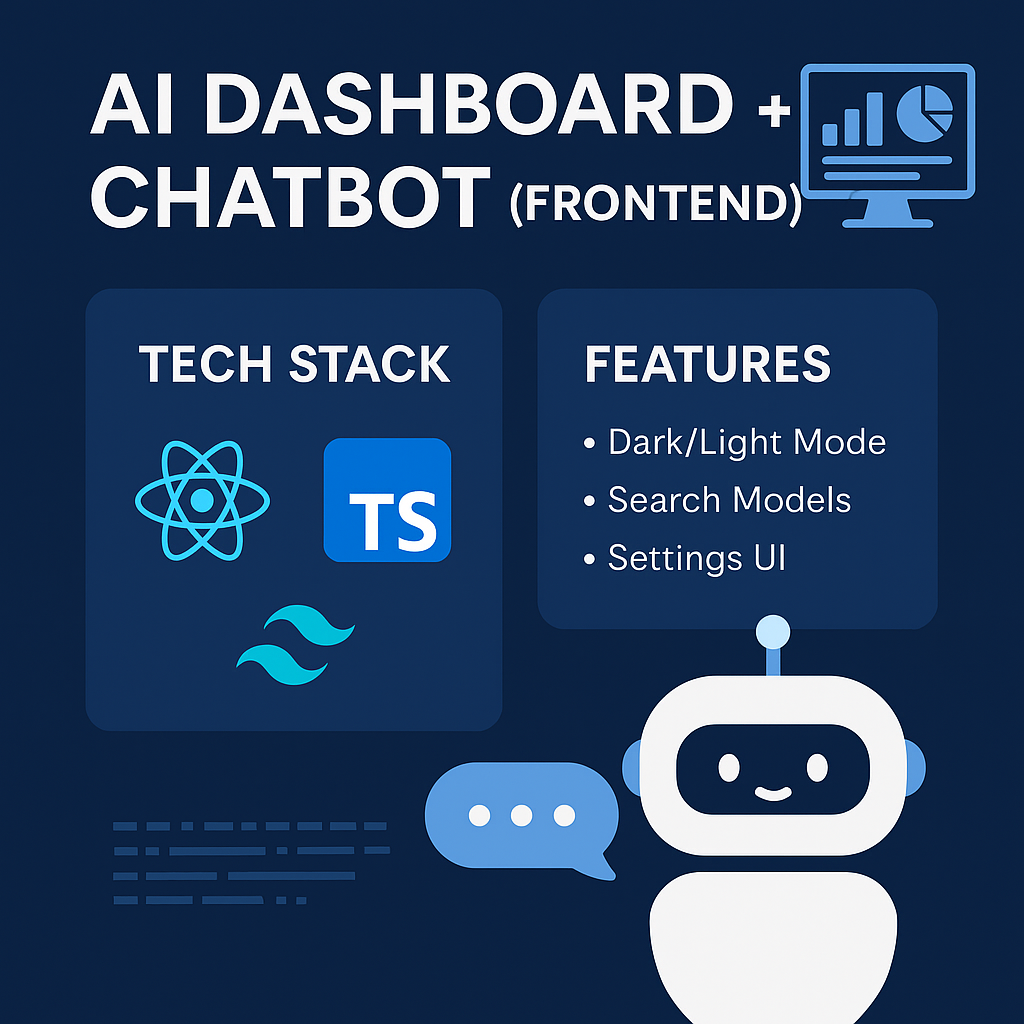 AI DASHBOARD +
CHATBOT (FRONTEND)
TECH STACK
TS
FEATURES
• Dark/Light Mode
• Search Models
• Settings UI